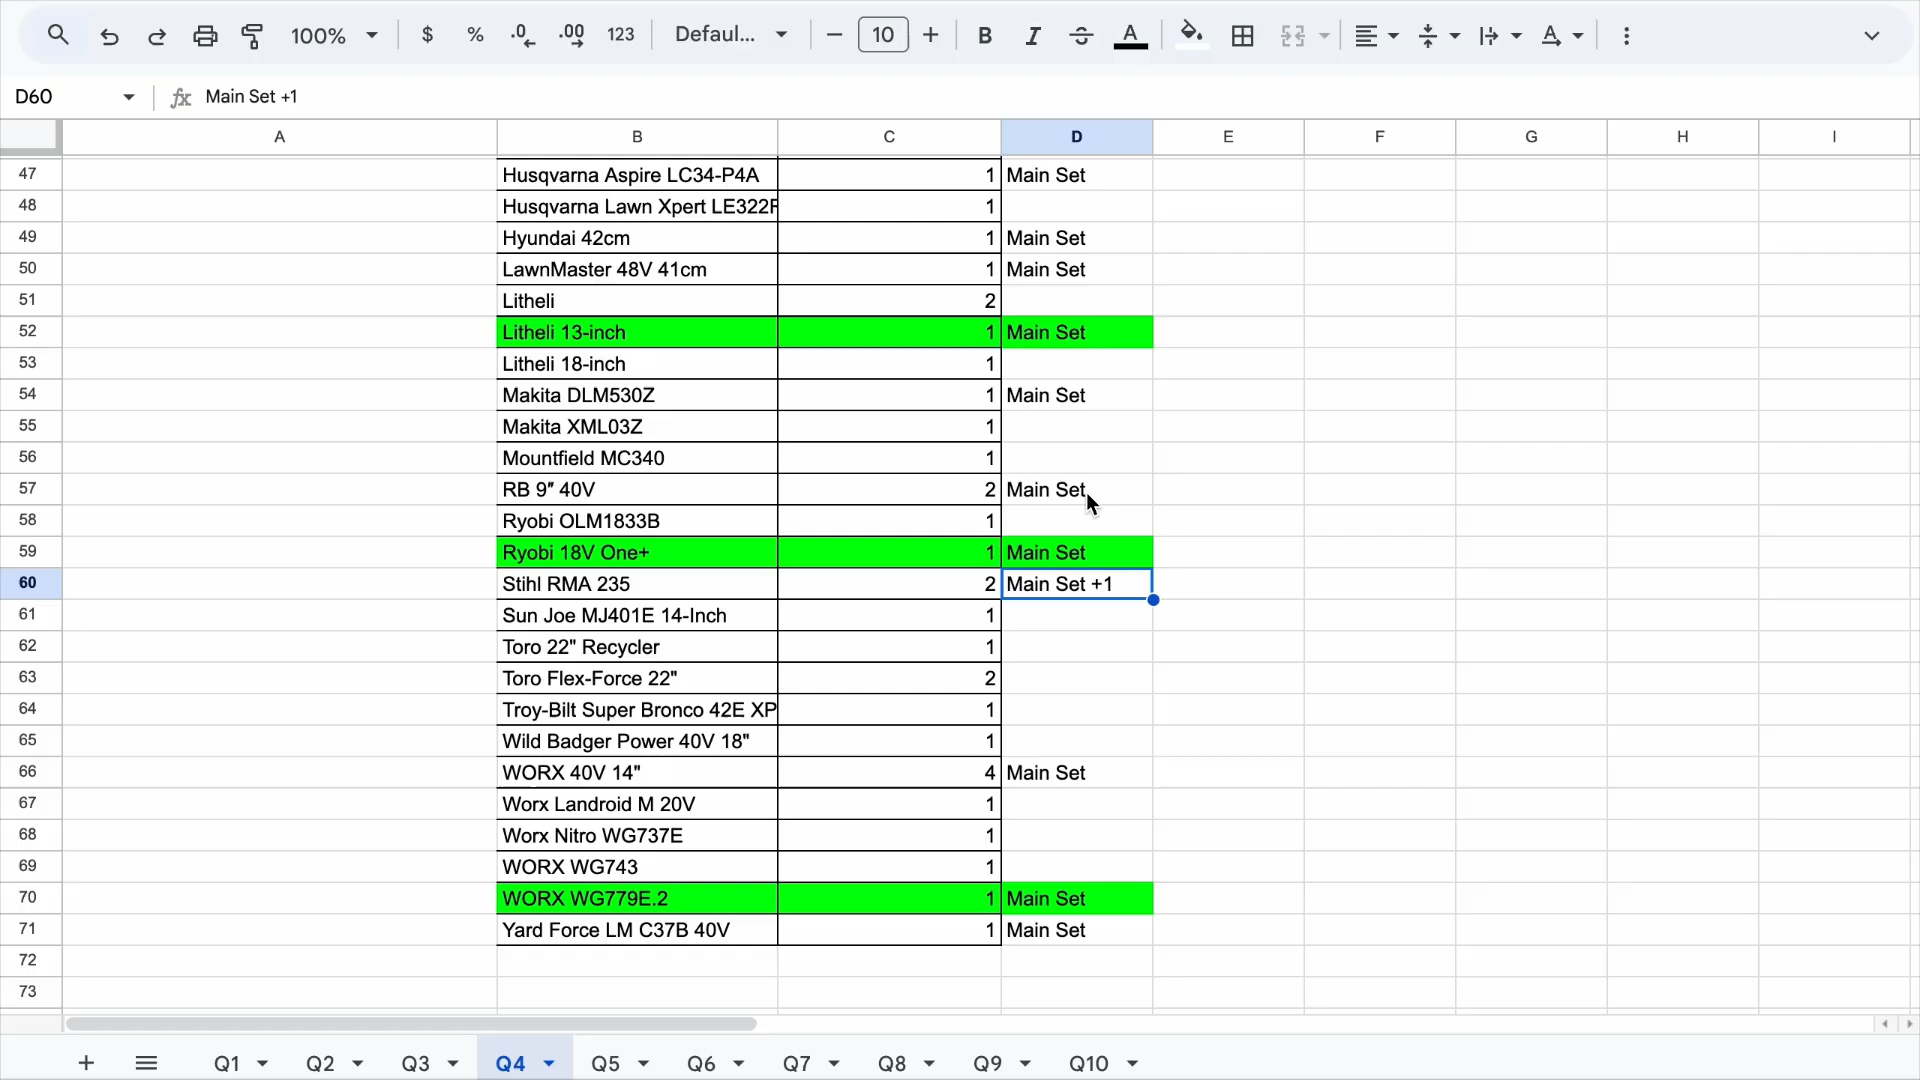 100% $ % .0 .00 123 Defaul... 10 B I S A A
D60 fx Main Set +1
A B C D E F G H I
47 Husqvarna Aspire LC34-P4A 1 Main Set
48 Husqvarna Lawn Xpert LE322 1
49 Hyundai 42cm 1 Main Set
50 LawnMaster 48V 41cm 1 Main Set
51 Litheli 2
52 Litheli 13-inch 1 Main Set
53 Litheli 18-inch 1
54 Makita DLM530Z 1 Main Set
55 Makita XML03Z 1
56 Mountfield MC340 1
57 RB 9″ 40V 2 Main Set
58 Ryobi OLM1833B 1
59 Ryobi 18V One+ 1 Main Set
60 Stihl RMA 235 2 Main Set +1
61 Sun Joe MJ401E 14-Inch 1
62 Toro 22" Recycler 1
63 Toro Flex-Force 22" 2
64 Troy-Bilt Super Bronco 42E XP 1
65 Wild Badger Power 40V 18" 1
66 WORX 40V 14" 4 Main Set
67 Worx Landroid M 20V 1
68 Worx Nitro WG737E 1
69 WORX WG743 1
70 WORX WG779E.2 1 Main Set
71 Yard Force LM C37B 40V 1 Main Set
72
73
Q1 Q2 Q3 Q4 Q5 Q6 Q7 Q8 Q9 Q10